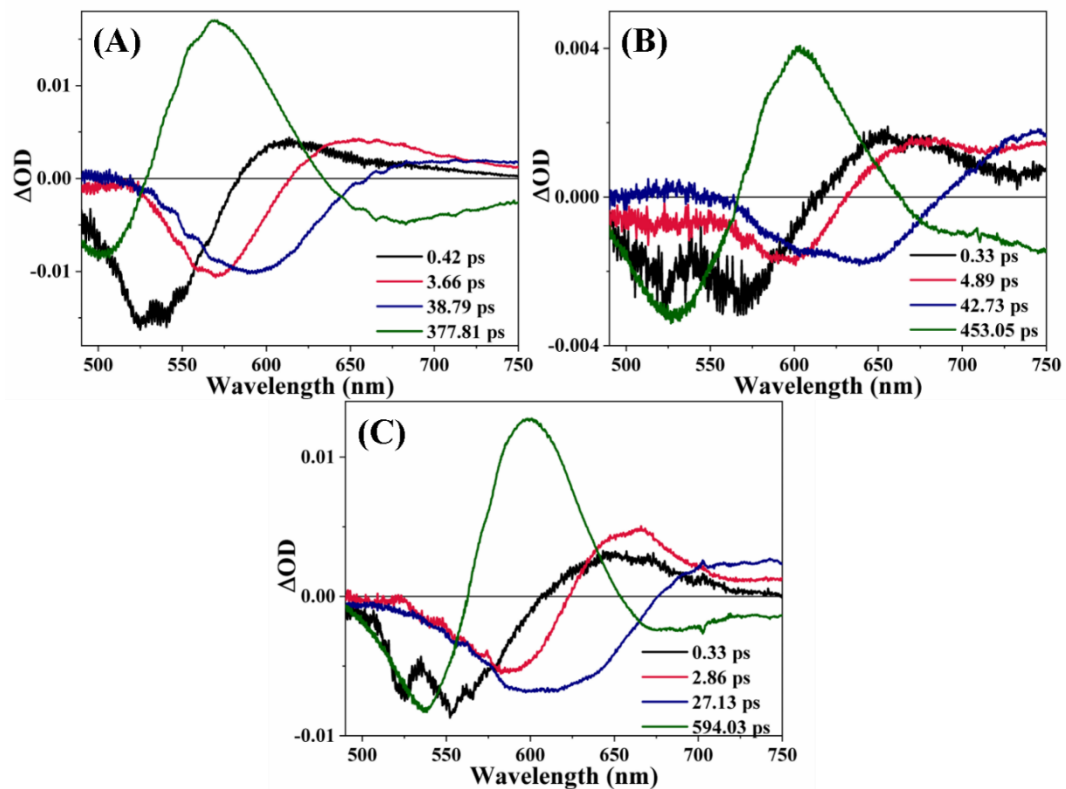 (A)
0.01
0.00
-0.01
ΔOD
0.42 ps
3.66 ps
38.79 ps
377.81 ps
500 550 600 650 700 750
Wavelength (nm)
(B)
0.004
0.000
-0.004
ΔOD
0.33 ps
4.89 ps
42.73 ps
453.05 ps
500 550 600 650 700 750
Wavelength (nm)
(C)
0.01
0.00
-0.01
ΔOD
0.33 ps
2.86 ps
27.13 ps
594.03 ps
500 550 600 650 700 750
Wavelength (nm)